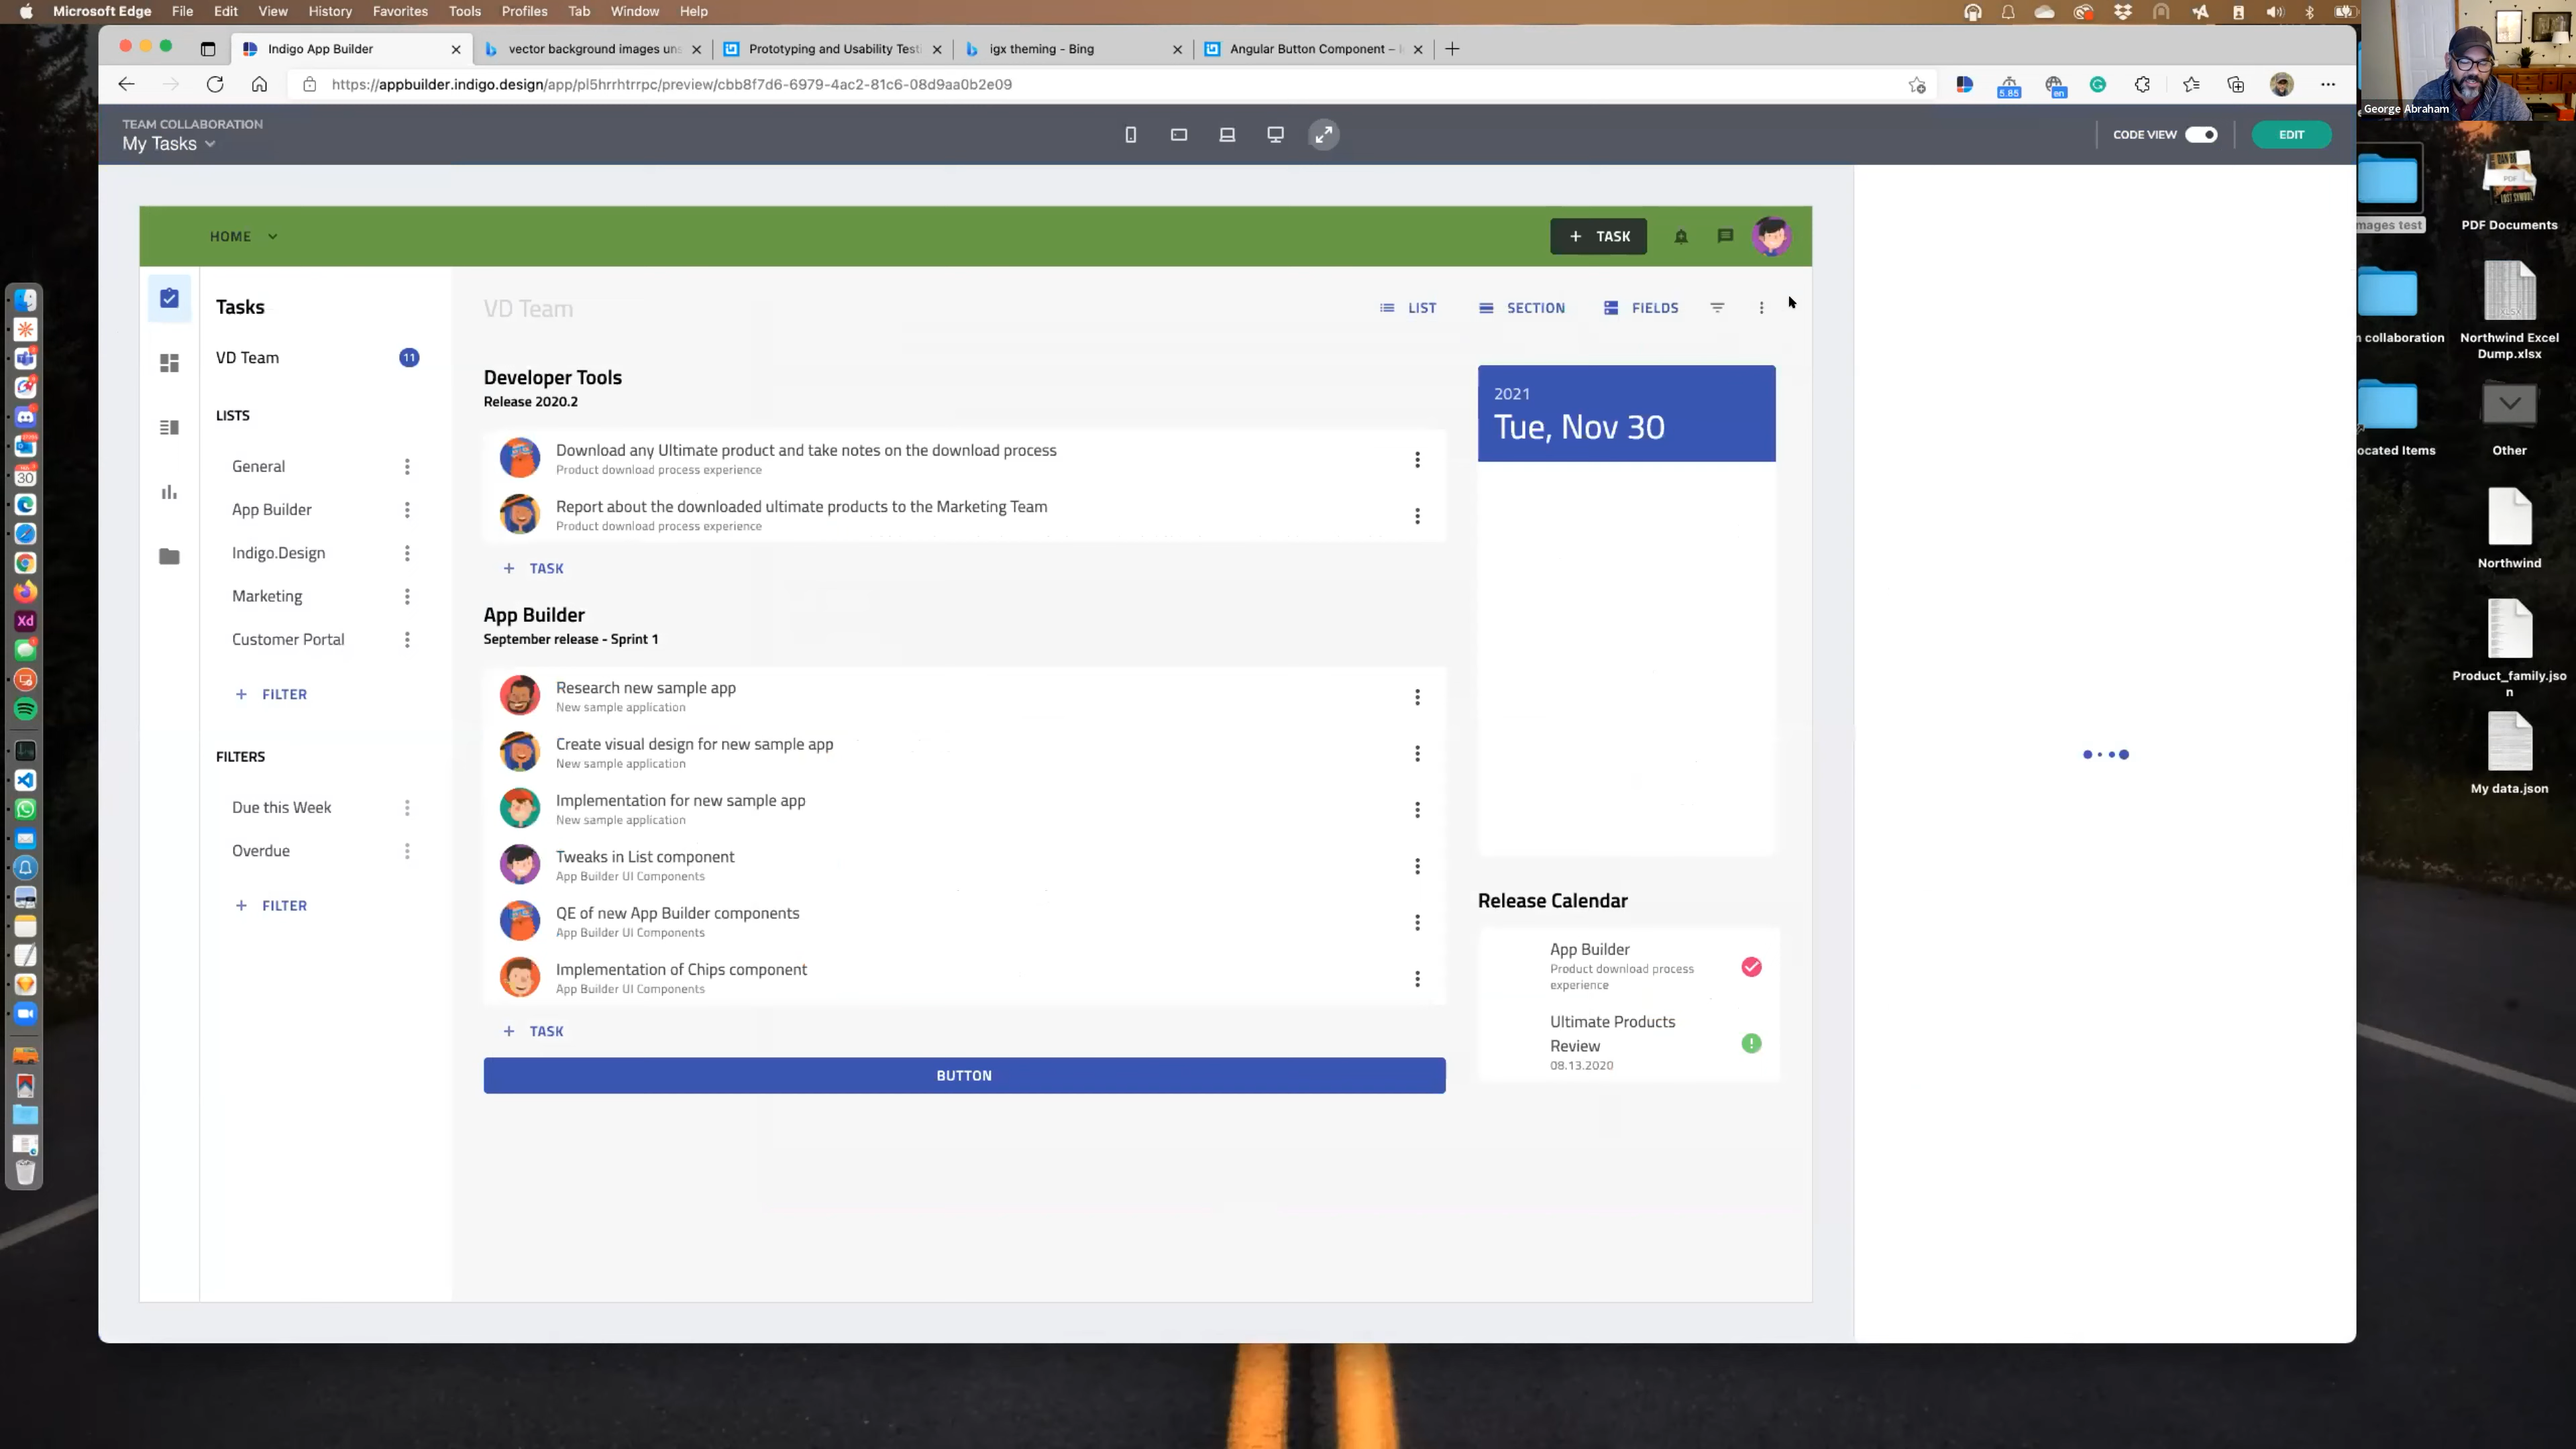 Microsoft Edge File Edit View History Favorites Tools Profiles Tab Window Help
Indigo App Builder
vector background images uns
Prototyping and Usability Test
igx theming - Bing
Angular Button Component –
https://appbuilder.indigo.design/app/pl5hrrhtrrpc/preview/cbb8f7d6-6979-4ac2-81c6-08d9aa0b2e09
5.85
en
George Abraham
TEAM COLLABORATION
My Tasks
CODE VIEW
EDIT
HOME
+ TASK
Tasks
VD Team
11
LISTS
General
App Builder
Indigo.Design
Marketing
Customer Portal
+ FILTER
FILTERS
Due this Week
Overdue
+ FILTER
VD Team
LIST
SECTION
FIELDS
Developer Tools
Release 2020.2
Download any Ultimate product and take notes on the download process
Product download process experience
Report about the downloaded ultimate products to the Marketing Team
Product download process experience
+ TASK
App Builder
September release - Sprint 1
Research new sample app
New sample application
Create visual design for new sample app
New sample application
Implementation for new sample app
New sample application
Tweaks in List component
App Builder UI Components
QE of new App Builder components
App Builder UI Components
Implementation of Chips component
App Builder UI Components
+ TASK
BUTTON
2021
Tue, Nov 30
Release Calendar
App Builder
Product download process
experience
Ultimate Products
Review
08.13.2020
mages test
PDF Documents
collaboration
Northwind Excel
Dump.xlsx
ocated Items
Other
Northwind
Product_family.jso
n
My data.json
30
Xd
PDF
XLSX